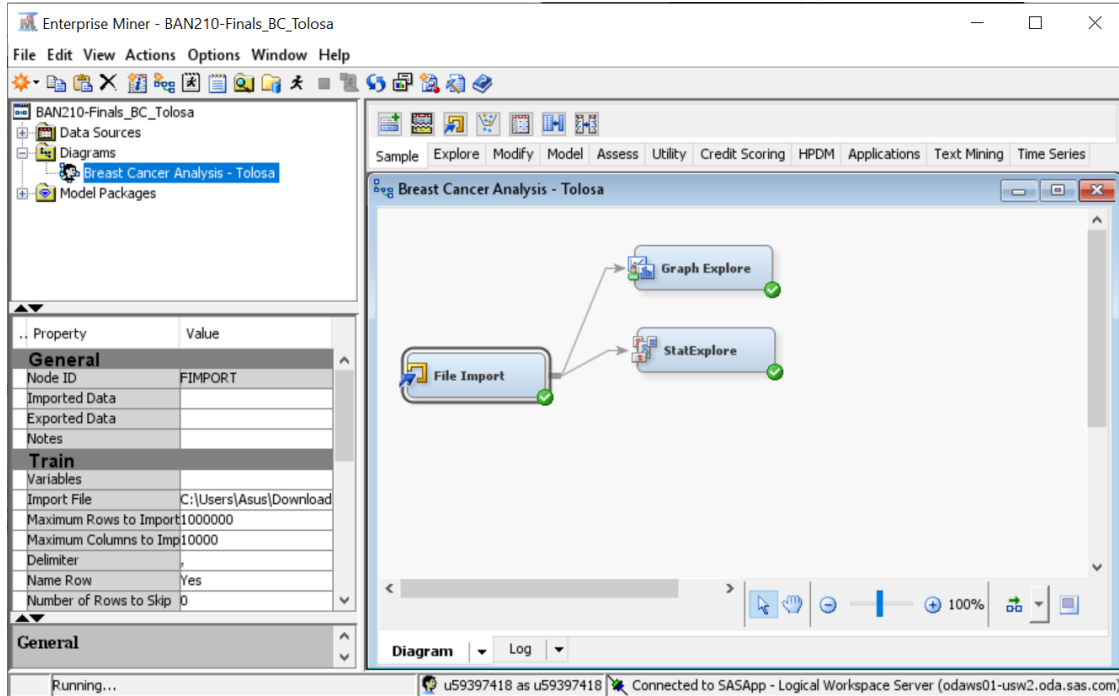 Enterprise Miner - BAN210-Finals_BC_Tolosa
File Edit View Actions Options Window Help
BAN210-Finals_BC_Tolosa
Data Sources
Diagrams
Breast Cancer Analysis - Tolosa
Model Packages
.. Property Value
General
Node ID FIMPORT
Imported Data
Exported Data
Notes
Train
Variables
Import File C:\Users\Asus\Download
Maximum Rows to Import 1000000
Maximum Columns to Imp 10000
Delimiter ,
Name Row Yes
Number of Rows to Skip 0
General
Sample Explore Modify Model Assess Utility Credit Scoring HPDM Applications Text Mining Time Series
Breast Cancer Analysis - Tolosa
Graph Explore
StatExplore
File Import
100%
Diagram Log
Running... u59397418 as u59397418 Connected to SASApp - Logical Workspace Server (odaws01-usw2.oda.sas.com